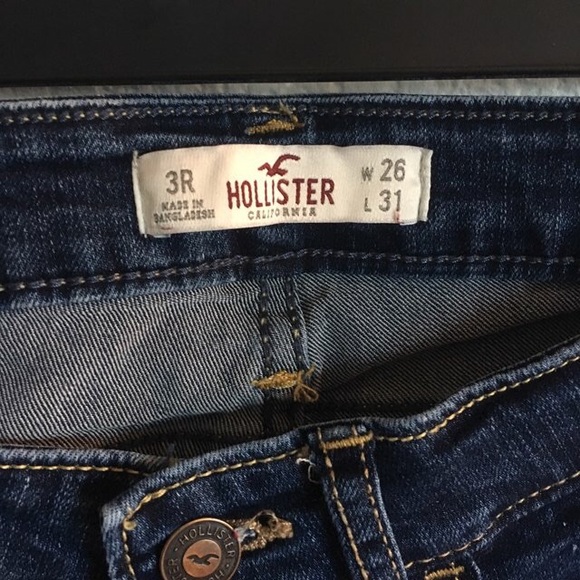 3R
MADE IN
BANGLADESH
HOLLISTER
CALIFORNIA
W 26
L 31
HOLLISTER